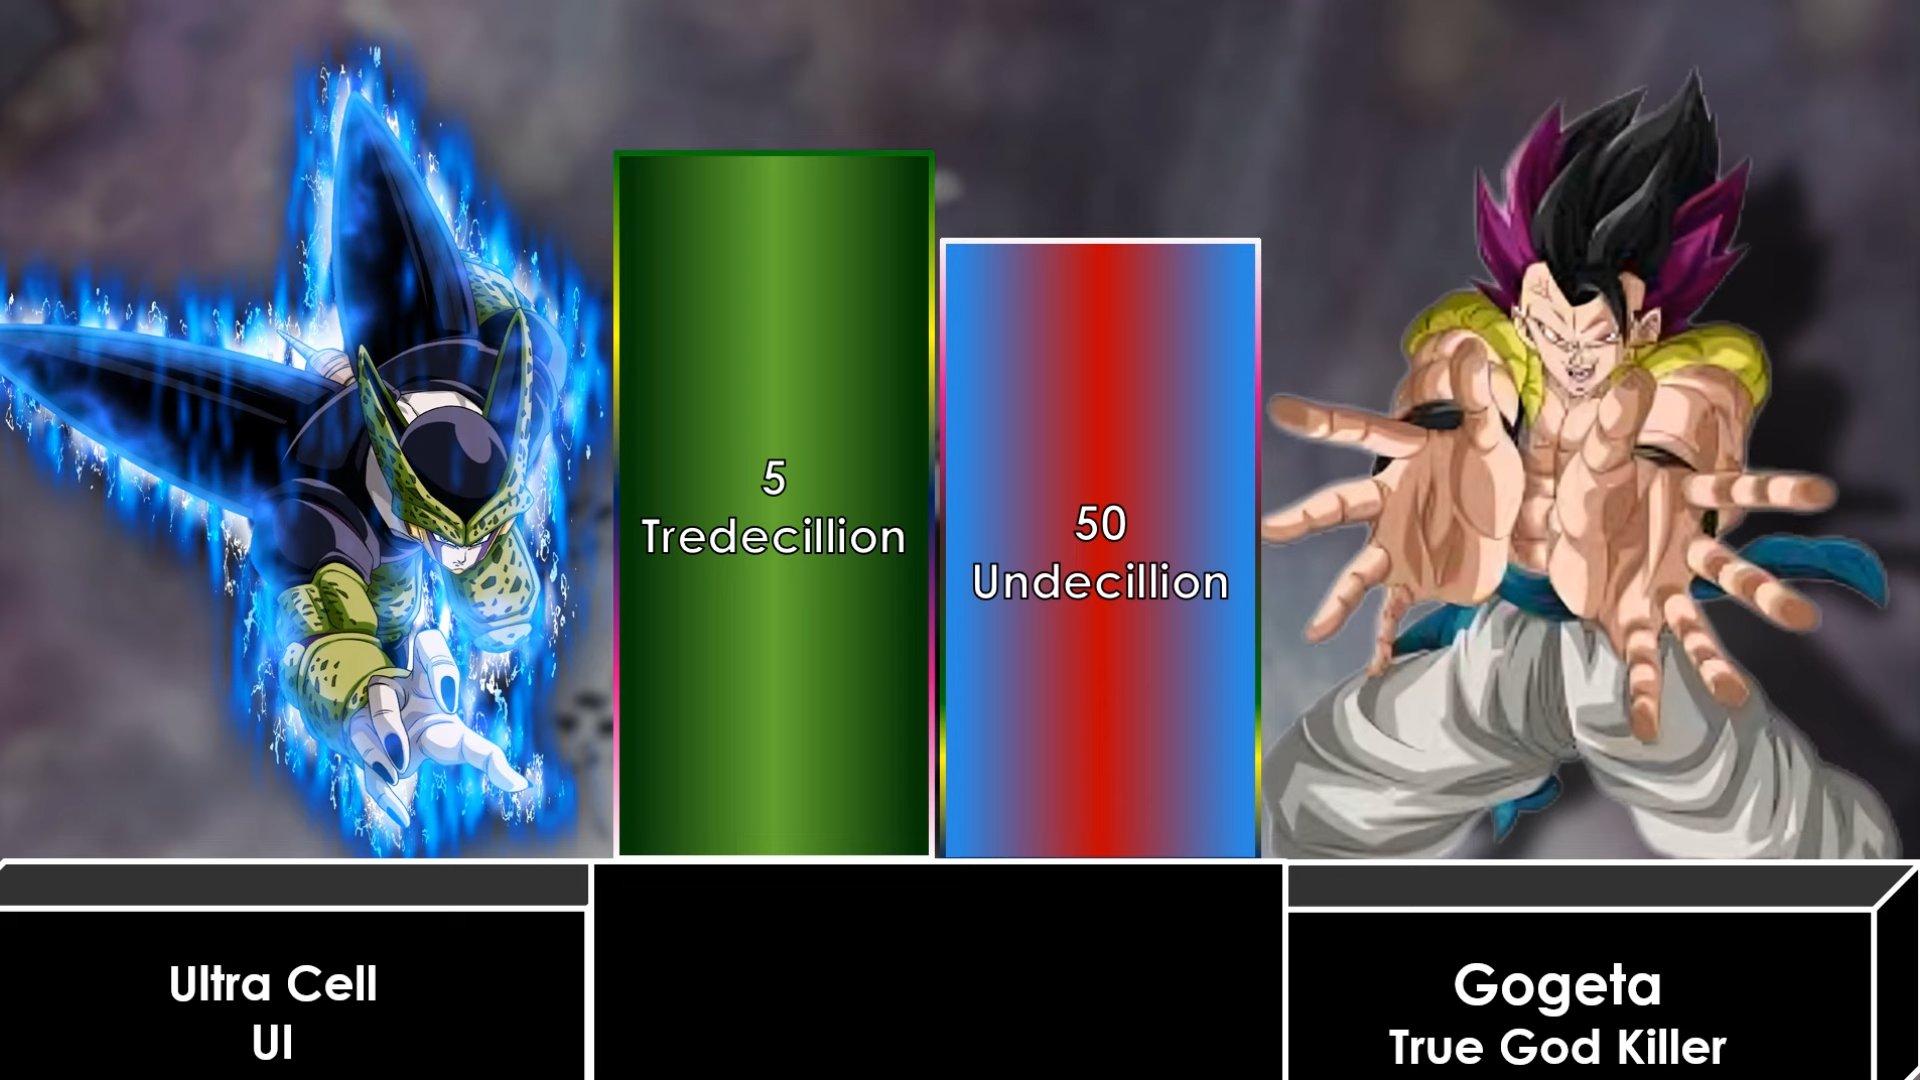 5
Tredecillion
50
Undecillion
Ultra Cell
UI
Gogeta
True God Killer